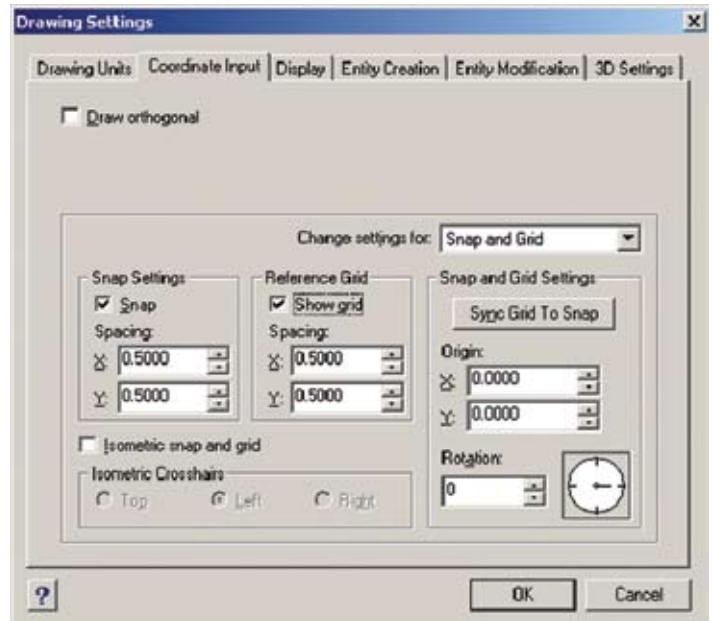 Drawing Settings
Drawing Units Coordinate Input Display Entity Creation Entity Modification 3D Settings
Draw orthogonal
Change settings for: Snap and Grid
Snap Settings
Snap
Spacing:
X: 0.5000
Y: 0.5000
Reference Grid
Show grid
Spacing:
X: 0.5000
Y: 0.5000
Snap and Grid Settings
Sync Grid To Snap
Origin:
X: 0.0000
Y: 0.0000
Rotation:
0
Isometric snap and grid
Isometric Crosshairs
Top Left Right
? OK Cancel